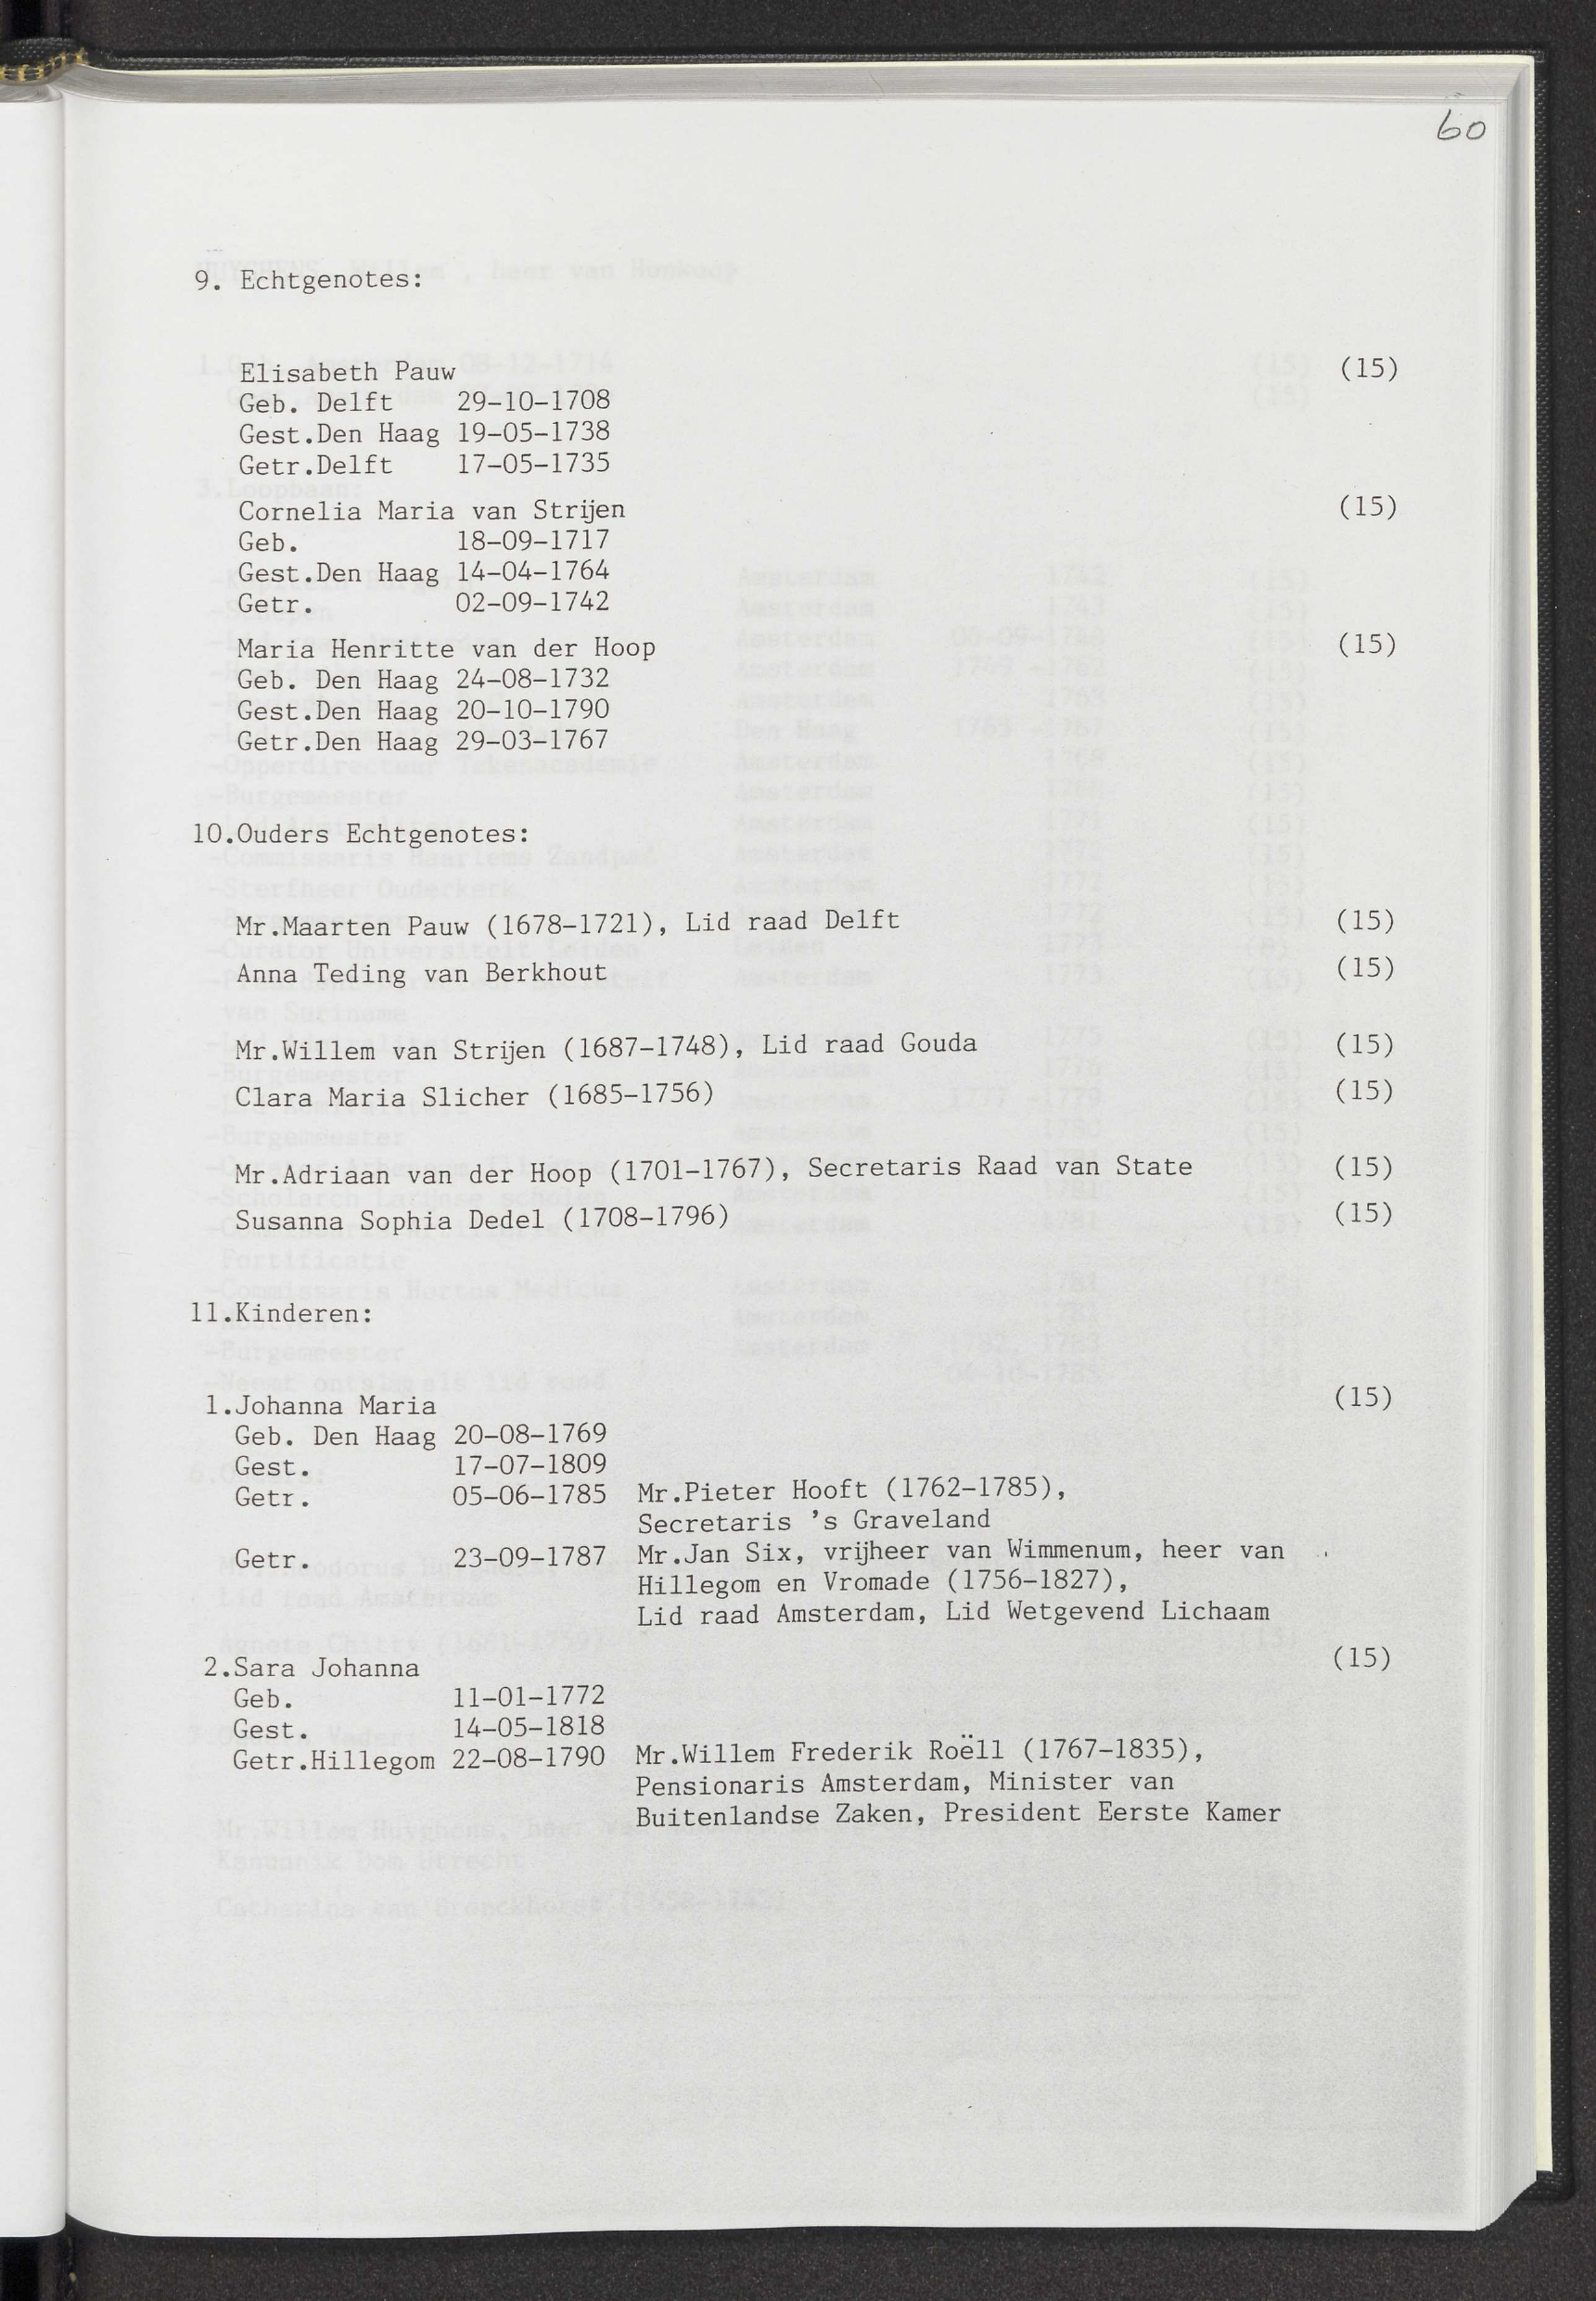 60
9. Echtgenotes:
Elisabeth Pauw (15)
Geb. Delft 29-10-1708
Gest.Den Haag 19-05-1738
Getr.Delft 17-05-1735
Cornelia Maria van Strijen (15)
Geb. 18-09-1717
Gest.Den Haag 14-04-1764
Getr. 02-09-1742
Maria Henritte van der Hoop (15)
Geb. Den Haag 24-08-1732
Gest.Den Haag 20-10-1790
Getr.Den Haag 29-03-1767
10.Ouders Echtgenotes:
Mr.Maarten Pauw (1678-1721), Lid raad Delft (15)
Anna Teding van Berkhout (15)
Mr.Willem van Strijen (1687-1748), Lid raad Gouda (15)
Clara Maria Slicher (1685-1756) (15)
Mr.Adriaan van der Hoop (1701-1767), Secretaris Raad van State (15)
Susanna Sophia Dedel (1708-1796) (15)
11.Kinderen:
1.Johanna Maria (15)
Geb. Den Haag 20-08-1769
Gest. 17-07-1809
Getr. 05-06-1785 Mr.Pieter Hooft (1762-1785),
Secretaris 's Graveland
Getr. 23-09-1787 Mr.Jan Six, vrijheer van Wimmenum, heer van
Hillegom en Vromade (1756-1827),
Lid raad Amsterdam, Lid Wetgevend Lichaam
2.Sara Johanna (15)
Geb. 11-01-1772
Gest. 14-05-1818
Getr.Hillegom 22-08-1790 Mr.Willem Frederik Roëll (1767-1835),
Pensionaris Amsterdam, Minister van
Buitenlandse Zaken, President Eerste Kamer